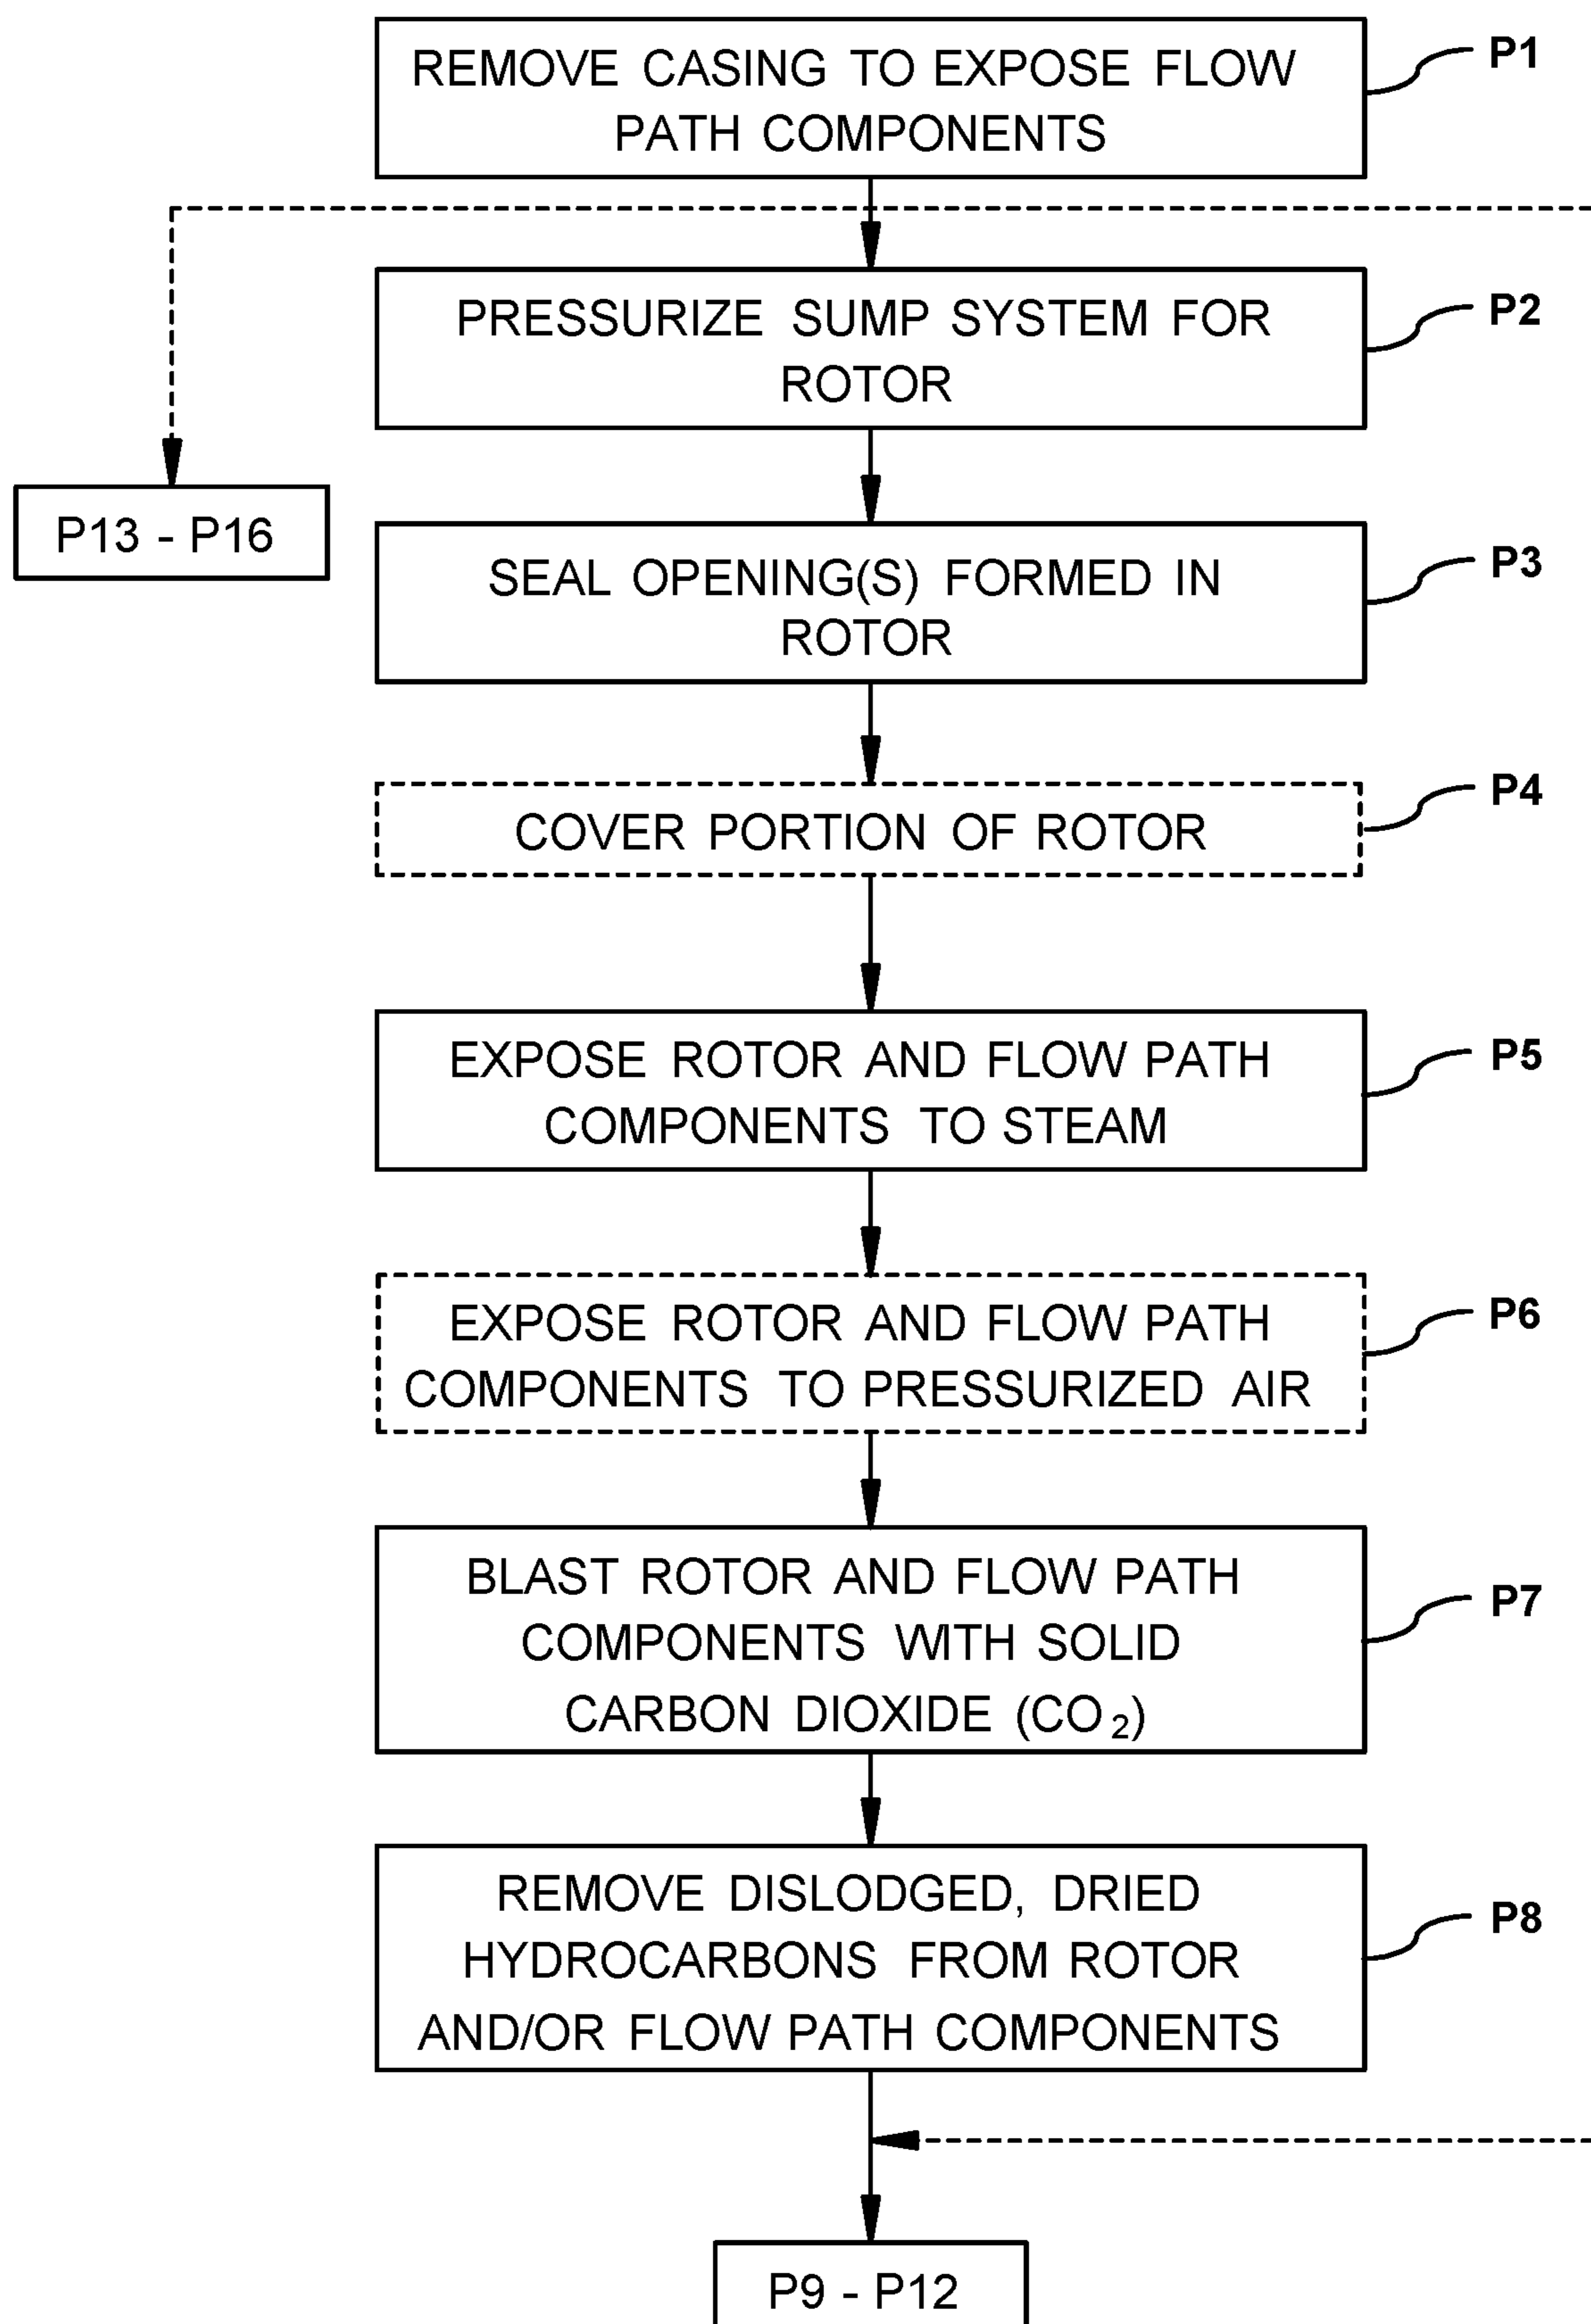 REMOVE CASING TO EXPOSE FLOW
PATH COMPONENTS
P1
PRESSURIZE SUMP SYSTEM FOR
ROTOR
P2
P13 - P16
SEAL OPENING(S) FORMED IN
ROTOR
P3
COVER PORTION OF ROTOR
P4
EXPOSE ROTOR AND FLOW PATH
COMPONENTS TO STEAM
P5
EXPOSE ROTOR AND FLOW PATH
COMPONENTS TO PRESSURIZED AIR
P6
BLAST ROTOR AND FLOW PATH
COMPONENTS WITH SOLID
CARBON DIOXIDE (CO₂)
P7
REMOVE DISLODGED, DRIED
HYDROCARBONS FROM ROTOR
AND/OR FLOW PATH COMPONENTS
P8
P9 - P12